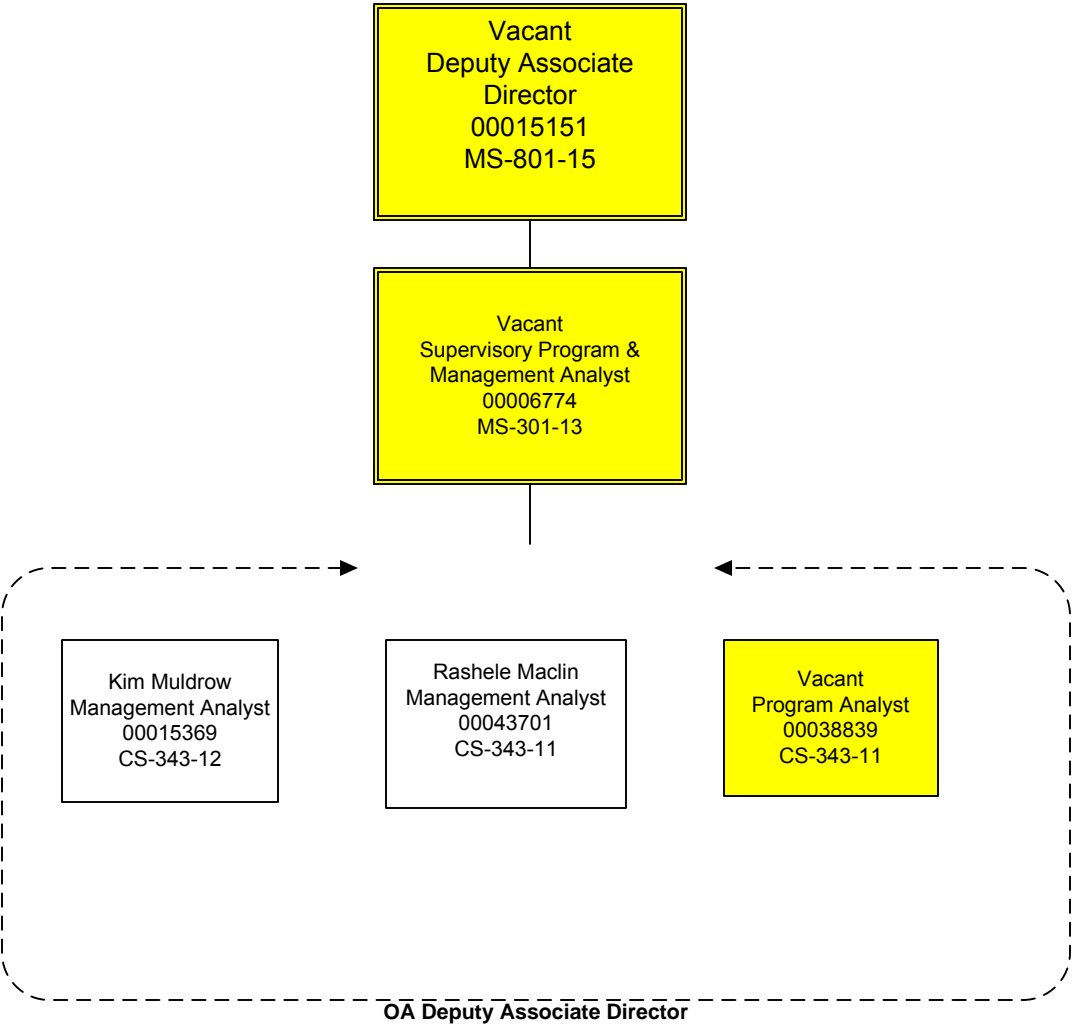 Vacant
Deputy Associate
Director
00015151
MS-801-15
Vacant
Supervisory Program &
Management Analyst
00006774
MS-301-13
Kim Muldrow
Management Analyst
00015369
CS-343-12
Rashele Maclin
Management Analyst
00043701
CS-343-11
Vacant
Program Analyst
00038839
CS-343-11
OA Deputy Associate Director